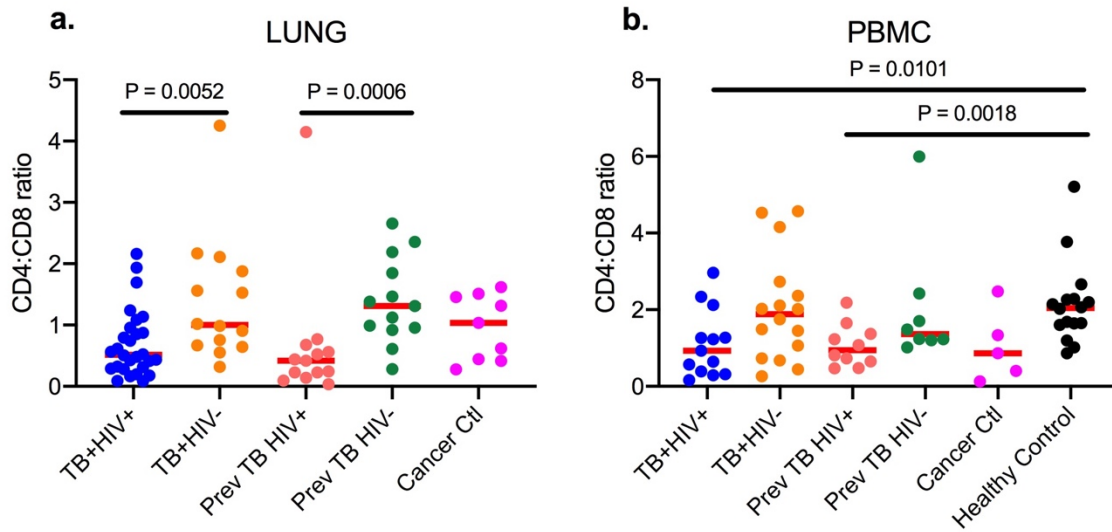 a.
LUNG
P = 0.0052
P = 0.0006
CD4:CD8 ratio
5
4
3
2
1
0
TB+HIV+
TB+HIV-
Prev TB HIV+
Prev TB HIV-
Cancer Ctl
b.
PBMC
P = 0.0101
P = 0.0018
CD4:CD8 ratio
8
6
4
2
0
TB+HIV+
TB+HIV-
Prev TB HIV+
Prev TB HIV-
Cancer Ctl
Healthy Control